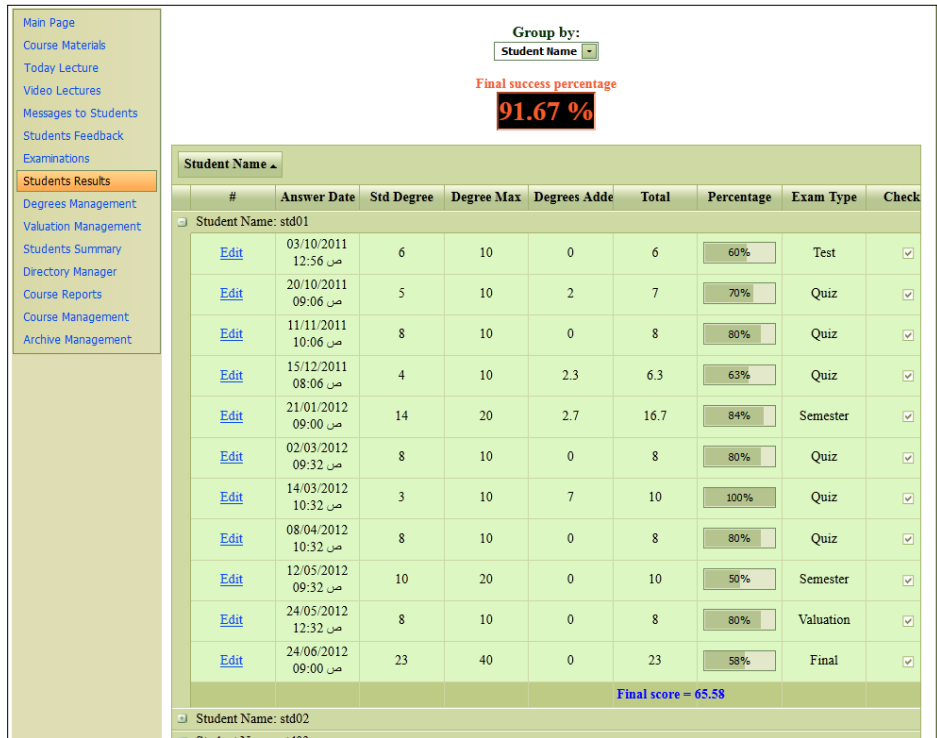 Main Page
Course Materials
Today Lecture
Video Lectures
Messages to Students
Students Feedback
Examinations
Students Results
Degrees Management
Valuation Management
Students Summary
Directory Manager
Course Reports
Course Management
Archive Management
Group by:
Student Name
Final success percentage
91.67 %
Student Name
# Answer Date Std Degree Degree Max Degrees Adde Total Percentage Exam Type Check
Student Name: std01
Edit 03/10/2011 12:56 ص 6 10 0 6 60% Test
Edit 20/10/2011 09:06 ص 5 10 2 7 70% Quiz
Edit 11/11/2011 10:06 ص 8 10 0 8 80% Quiz
Edit 15/12/2011 08:06 ص 4 10 2.3 6.3 63% Quiz
Edit 21/01/2012 09:00 ص 14 20 2.7 16.7 84% Semester
Edit 02/03/2012 09:32 ص 8 10 0 8 80% Quiz
Edit 14/03/2012 10:32 ص 3 10 7 10 100% Quiz
Edit 08/04/2012 10:32 ص 8 10 0 8 80% Quiz
Edit 12/05/2012 09:32 ص 10 20 0 10 50% Semester
Edit 24/05/2012 12:32 ص 8 10 0 8 80% Valuation
Edit 24/06/2012 09:00 ص 23 40 0 23 58% Final
Final score = 65.58
Student Name: std02